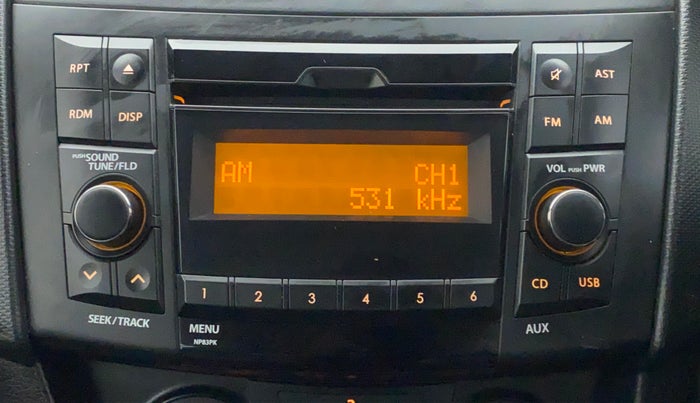 RPT
AST
RDM
DISP
FM
AM
PUSH SOUND
TUNE/FLD
VOL PUSH PWR
AM CH1
531 kHz
1 2 3 4 5 6
CD
USB
SEEK/TRACK
MENU
NP83PK
AUX